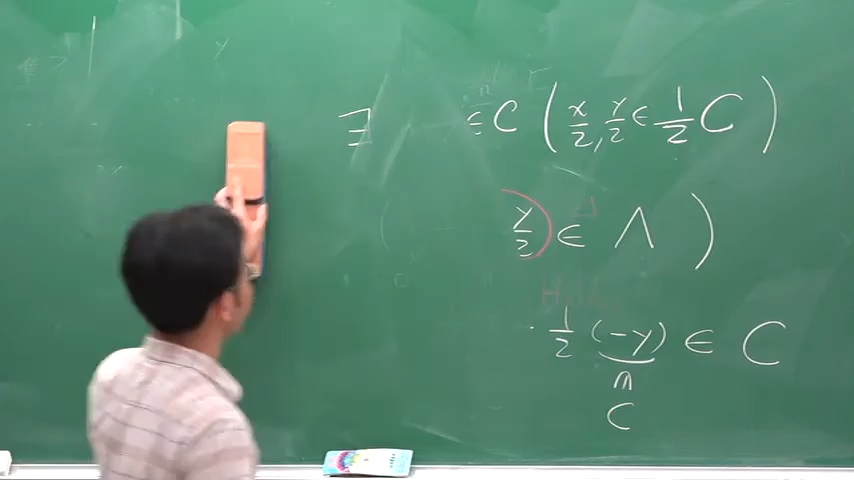 ∃ ∈ C ( x/2, y/2 ∈ 1/2 C )
y/2 ) ∈ Λ )
1/2 (-y) ∈ C
∩
C